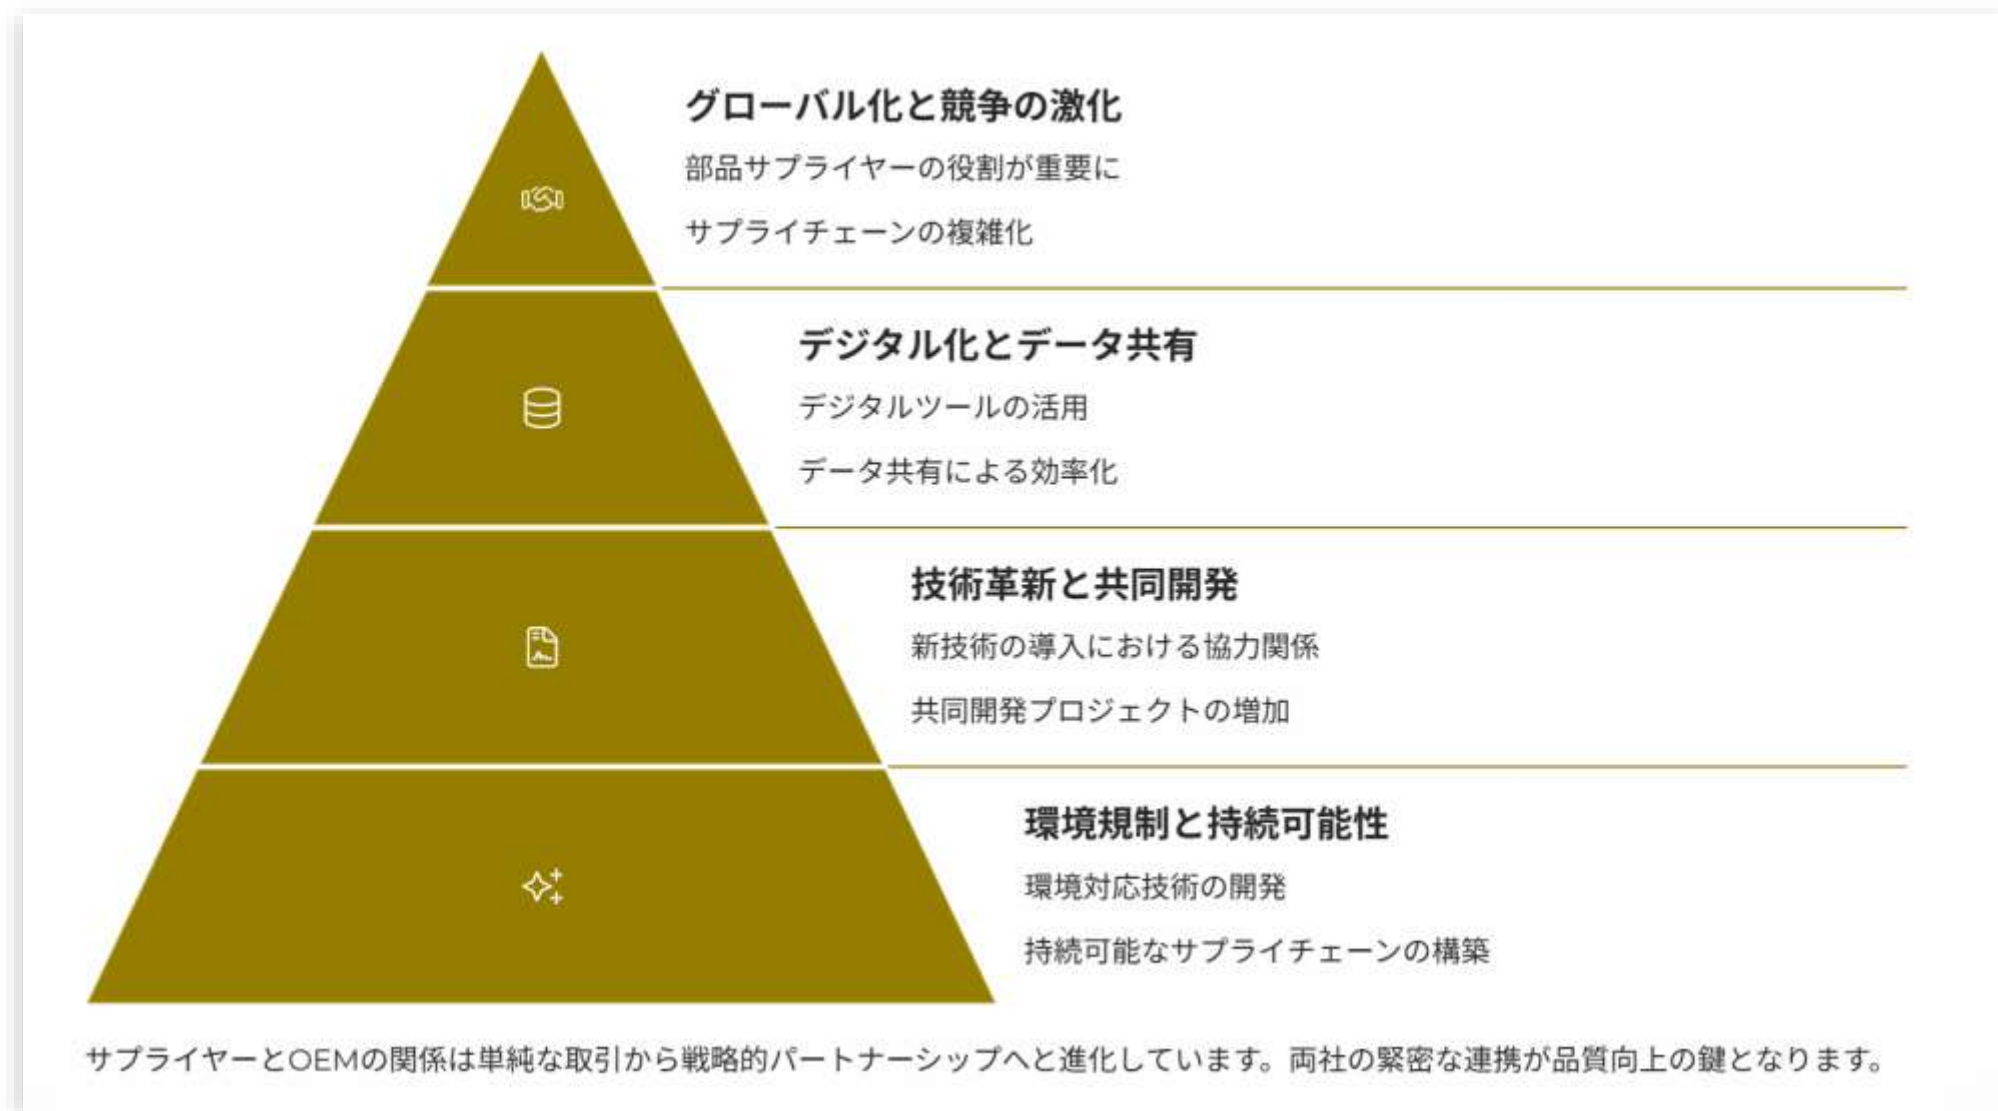 グローバル化と競争の激化
部品サプライヤーの役割が重要に
サプライチェーンの複雑化
デジタル化とデータ共有
デジタルツールの活用
データ共有による効率化
技術革新と共同開発
新技術の導入における協力関係
共同開発プロジェクトの増加
環境規制と持続可能性
環境対応技術の開発
持続可能なサプライチェーンの構築
サプライヤーとOEMの関係は単純な取引から戦略的パートナーシップへと進化しています。両社の緊密な連携が品質向上の鍵となります。